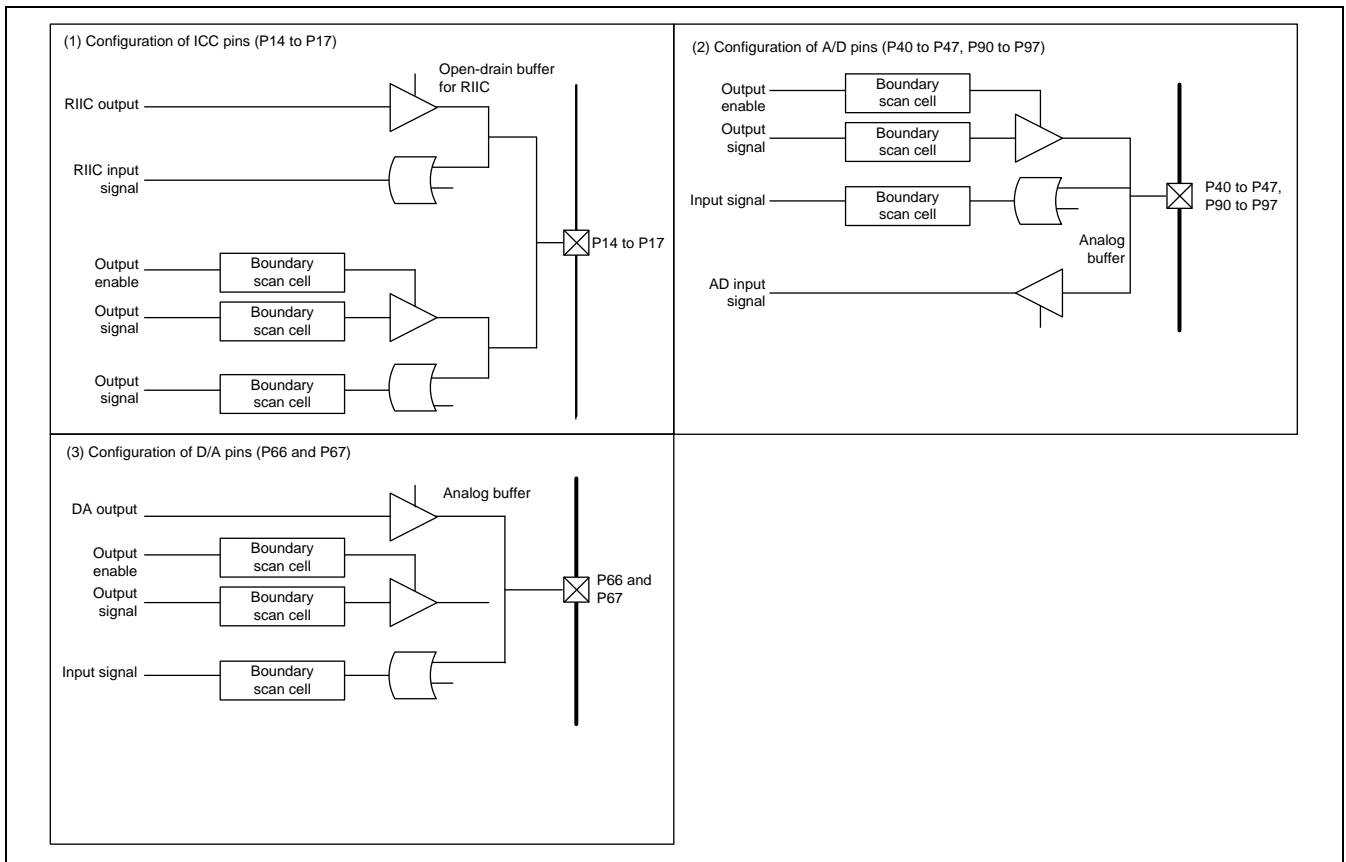 (1) Configuration of ICC pins (P14 to P17)
Open-drain buffer
for RIIC
RIIC output
RIIC input
signal
P14 to P17
Output
enable
Boundary
scan cell
Output
signal
Boundary
scan cell
Output
signal
Boundary
scan cell
(2) Configuration of A/D pins (P40 to P47, P90 to P97)
Output
enable
Boundary
scan cell
Output
signal
Boundary
scan cell
Input signal
Boundary
scan cell
P40 to P47,
P90 to P97
Analog
buffer
AD input
signal
(3) Configuration of D/A pins (P66 and P67)
Analog buffer
DA output
Output
enable
Boundary
scan cell
Output
signal
Boundary
scan cell
P66 and
P67
Input signal
Boundary
scan cell